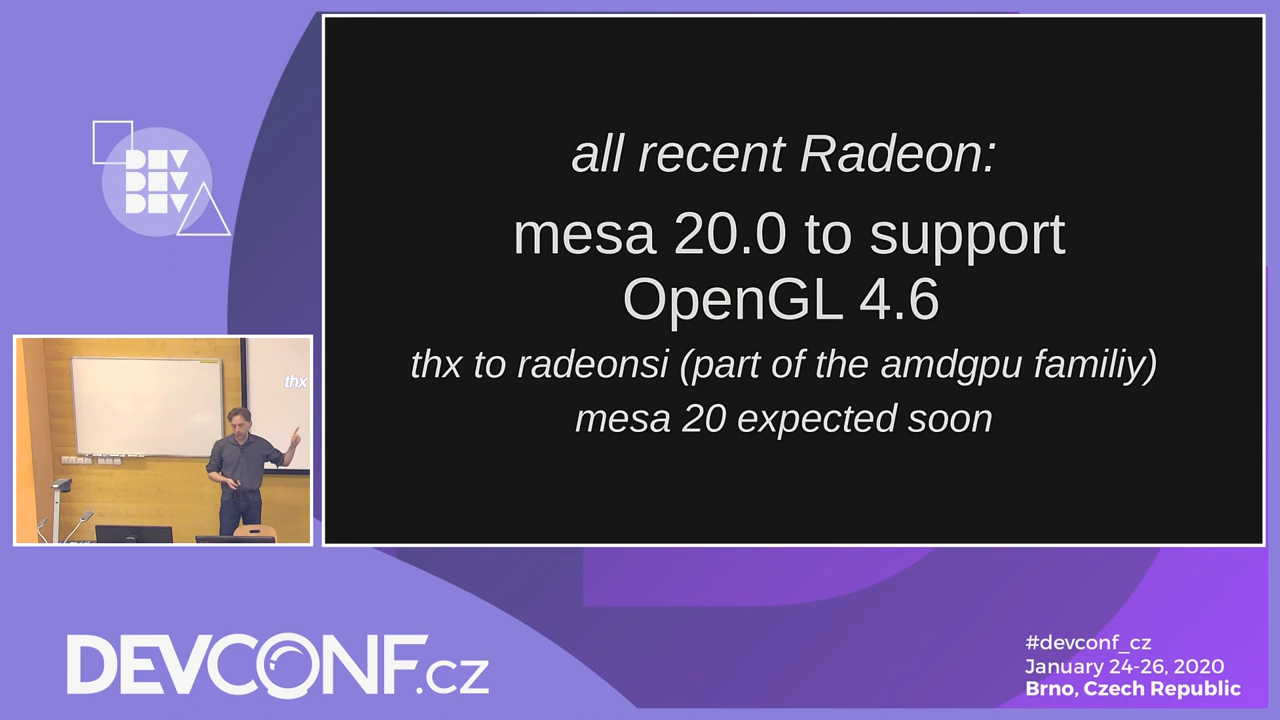 DEV
DEV
DEV
all recent Radeon:
mesa 20.0 to support
OpenGL 4.6
thx to radeonsi (part of the amdgpu familiy)
mesa 20 expected soon
thx
DEVCONF.cz
#devconf_cz
January 24-26, 2020
Brno, Czech Republic